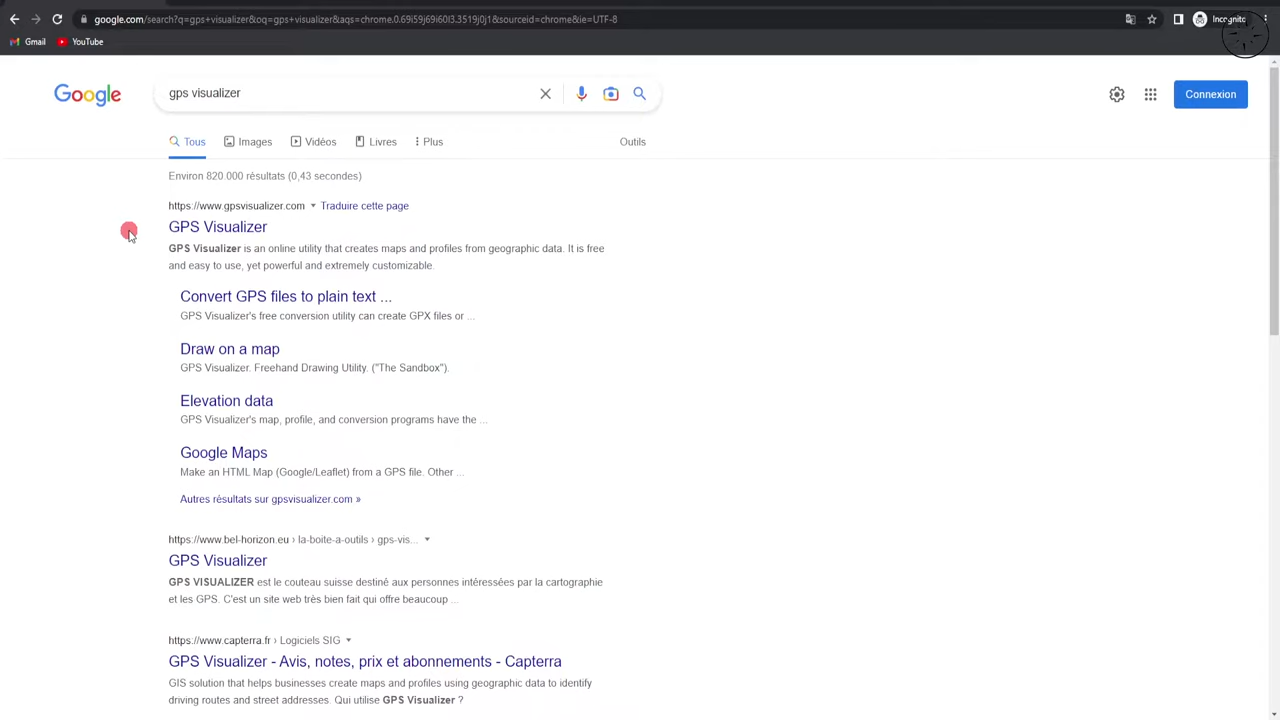 google.com/search?q=gps+visualizer&oq=gps+visualizer&aqs=chrome.0.69i59j69i60l3.3519j0j1&sourceid=chrome&ie=UTF-8
Incognito
Gmail
YouTube
Google
gps visualizer
Connexion
Tous
Images
Vidéos
Livres
Plus
Outils
Environ 820.000 résultats (0,43 secondes)
https://www.gpsvisualizer.com Traduire cette page
GPS Visualizer
GPS Visualizer is an online utility that creates maps and profiles from geographic data. It is free
and easy to use, yet powerful and extremely customizable.
Convert GPS files to plain text ...
GPS Visualizer's free conversion utility can create GPX files or ...
Draw on a map
GPS Visualizer. Freehand Drawing Utility. ("The Sandbox").
Elevation data
GPS Visualizer's map, profile, and conversion programs have the ...
Google Maps
Make an HTML Map (Google/Leaflet) from a GPS file. Other ...
Autres résultats sur gpsvisualizer.com »
https://www.bel-horizon.eu › la-boite-a-outils › gps-vis...
GPS Visualizer
GPS VISUALIZER est le couteau suisse destiné aux personnes intéressées par la cartographie
et les GPS. C'est un site web très bien fait qui offre beaucoup ...
https://www.capterra.fr › Logiciels SIG
GPS Visualizer - Avis, notes, prix et abonnements - Capterra
GIS solution that helps businesses create maps and profiles using geographic data to identify
driving routes and street addresses. Qui utilise GPS Visualizer ?